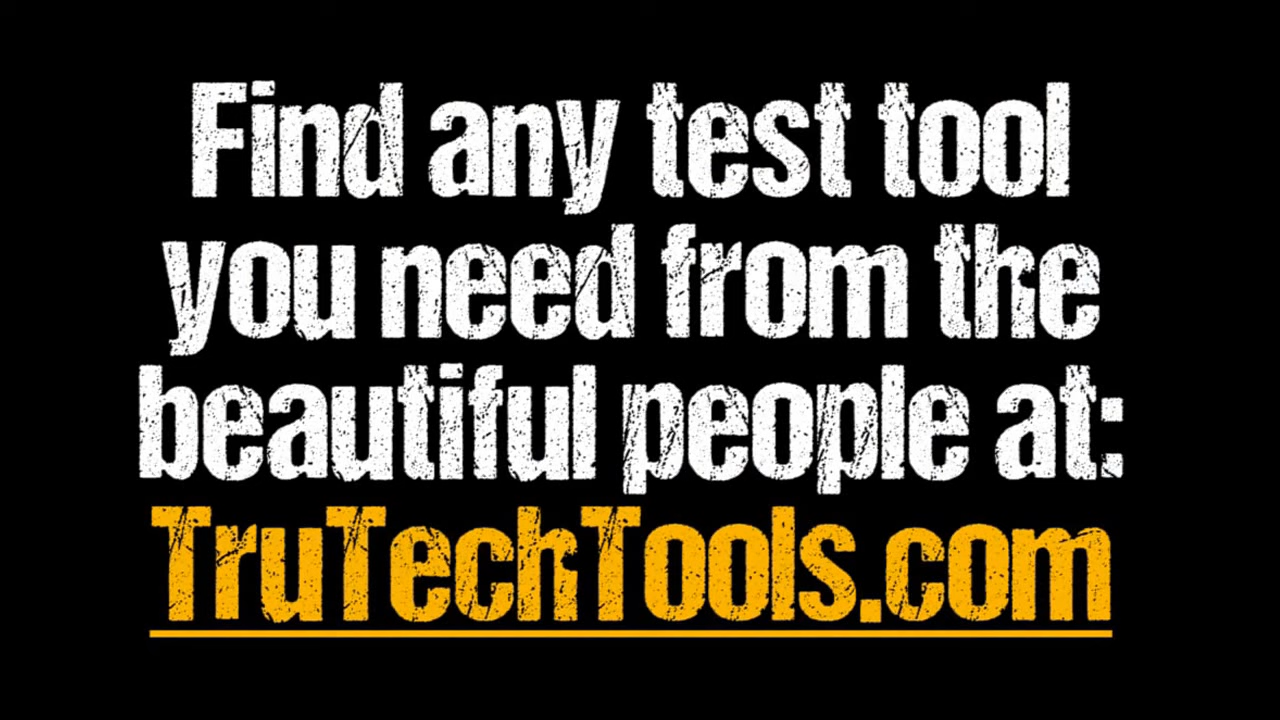 Find any test tool
you need from the
beautiful people at:
TruTechTools.com